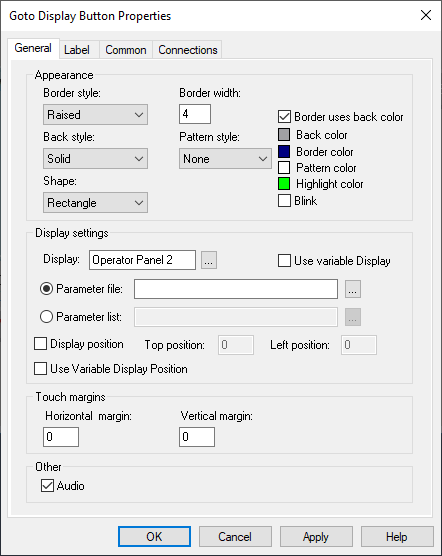 Goto Display Button Properties
General Label Common Connections
Appearance
Border style: Border width:
Raised 4 Border uses back color
Back color
Back style: Pattern style: Border color
Solid None Pattern color
Shape: Highlight color
Rectangle Blink
Display settings
Display: Operator Panel 2 ... Use variable Display
Parameter file: ...
Parameter list: ...
Display position Top position: 0 Left position: 0
Use Variable Display Position
Touch margins
Horizontal margin: Vertical margin:
0 0
Other
Audio
OK Cancel Apply Help